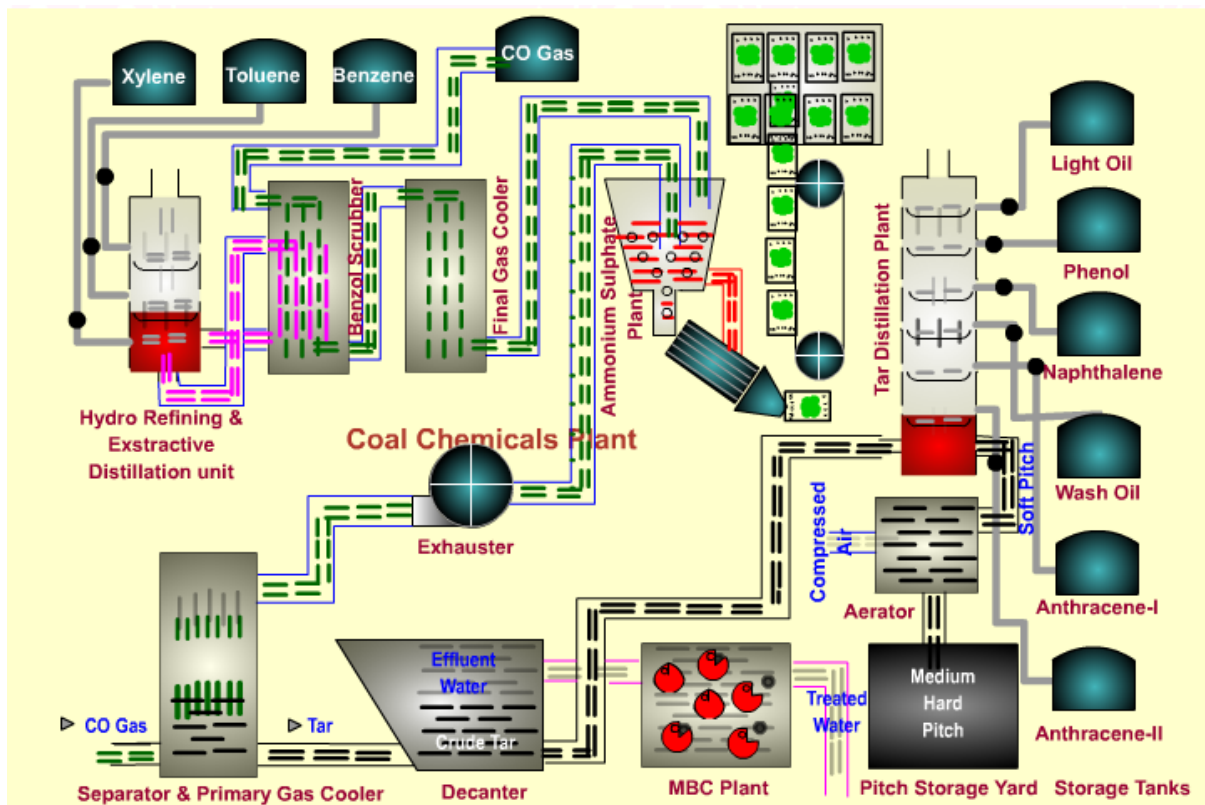 Xylene
Toluene
Benzene
CO Gas
Light Oil
Phenol
Naphthalene
Wash Oil
Anthracene-I
Anthracene-II
Storage Tanks
Benzol Scrubber
Final Gas Cooler
Ammonium Sulphate
Plant
Tar Distillation Plant
Hydro Refining &
Exstractive
Distillation unit
Coal Chemicals Plant
Exhauster
Soft Pitch
Compressed
Air
Aerator
Effluent
Water
Crude Tar
Decanter
CO Gas
Tar
Separator & Primary Gas Cooler
MBC Plant
Treated
Water
Medium
Hard
Pitch
Pitch Storage Yard